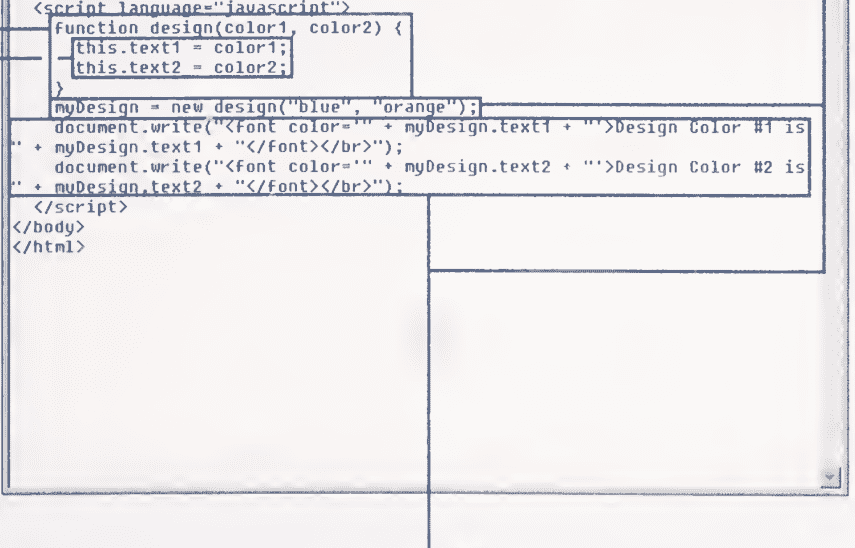 <script language="javascript">
function design(color1, color2) {
this.text1 = color1;
this.text2 = color2;
}
myDesign = new design("blue", "orange");
document.write("<font color='" + myDesign.text1 + "'>Design Color #1 is
" + myDesign.text1 + "</font></br>");
document.write("<font color='" + myDesign.text2 + "'>Design Color #2 is
" + myDesign.text2 + "</font></br>");
</script>
</body>
</html>